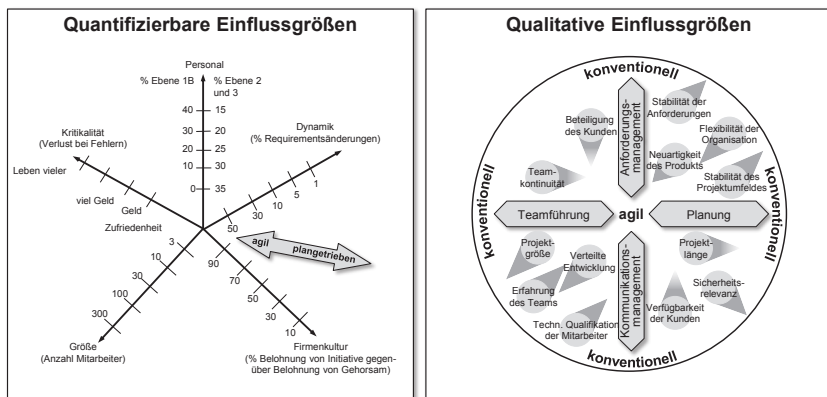 Quantifizierbare Einflussgrößen
Personal
% Ebene 1B
% Ebene 2
und 3
40
15
30
20
20
25
10
30
0
35
Dynamik
(% Requirementsänderungen)
1
5
10
30
50
Kritikalität
(Verlust bei Fehlern)
Leben vieler
viel Geld
Geld
Zufriedenheit
3
10
30
100
300
Größe
(Anzahl Mitarbeiter)
agil plangetrieben
90
70
50
30
10
Firmenkultur
(% Belohnung von Initiative gegen-
über Belohnung von Gehorsam)
Qualitative Einflussgrößen
konventionell
Anforderungs-
management
Beteiligung
des Kunden
Team-
kontinuität
Stabilität der
Anforderungen
Flexibilität der
Organisation
Neuartigkeit
des Produkts
Stabilität des
Projektumfeldes
konventionell
Teamführung
agil
Planung
konventionell
Projekt-
größe
Verteilte
Entwicklung
Erfahrung
des Teams
Techn. Qualifikation
der Mitarbeiter
Kommunikations-
management
Projekt-
länge
Sicherheits-
relevanz
Verfügbarkeit
der Kunden
konventionell